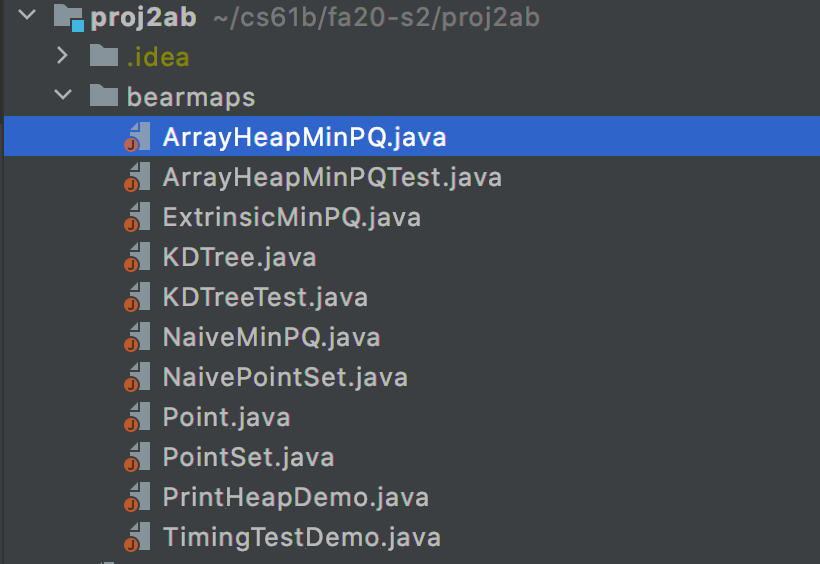 proj2ab ~/cs61b/fa20-s2/proj2ab
.idea
bearmaps
ArrayHeapMinPQ.java
ArrayHeapMinPQTest.java
ExtrinsicMinPQ.java
KDTree.java
KDTreeTest.java
NaiveMinPQ.java
NaivePointSet.java
Point.java
PointSet.java
PrintHeapDemo.java
TimingTestDemo.java